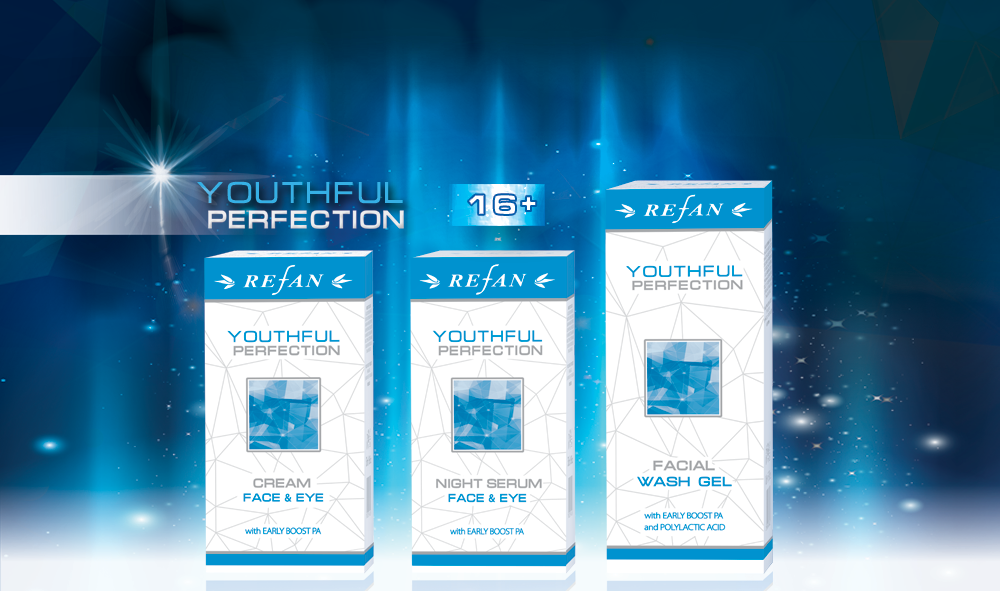 YOUTHFUL
PERFECTION
16+
REFAN
YOUTHFUL
PERFECTION
CREAM
FACE & EYE
with EARLY BOOST PA
REFAN
YOUTHFUL
PERFECTION
NIGHT SERUM
FACE & EYE
with EARLY BOOST PA
REFAN
REFAN
YOUTHFUL
PERFECTION
FACIAL
WASH GEL
with EARLY BOOST PA
and POLYLACTIC ACID